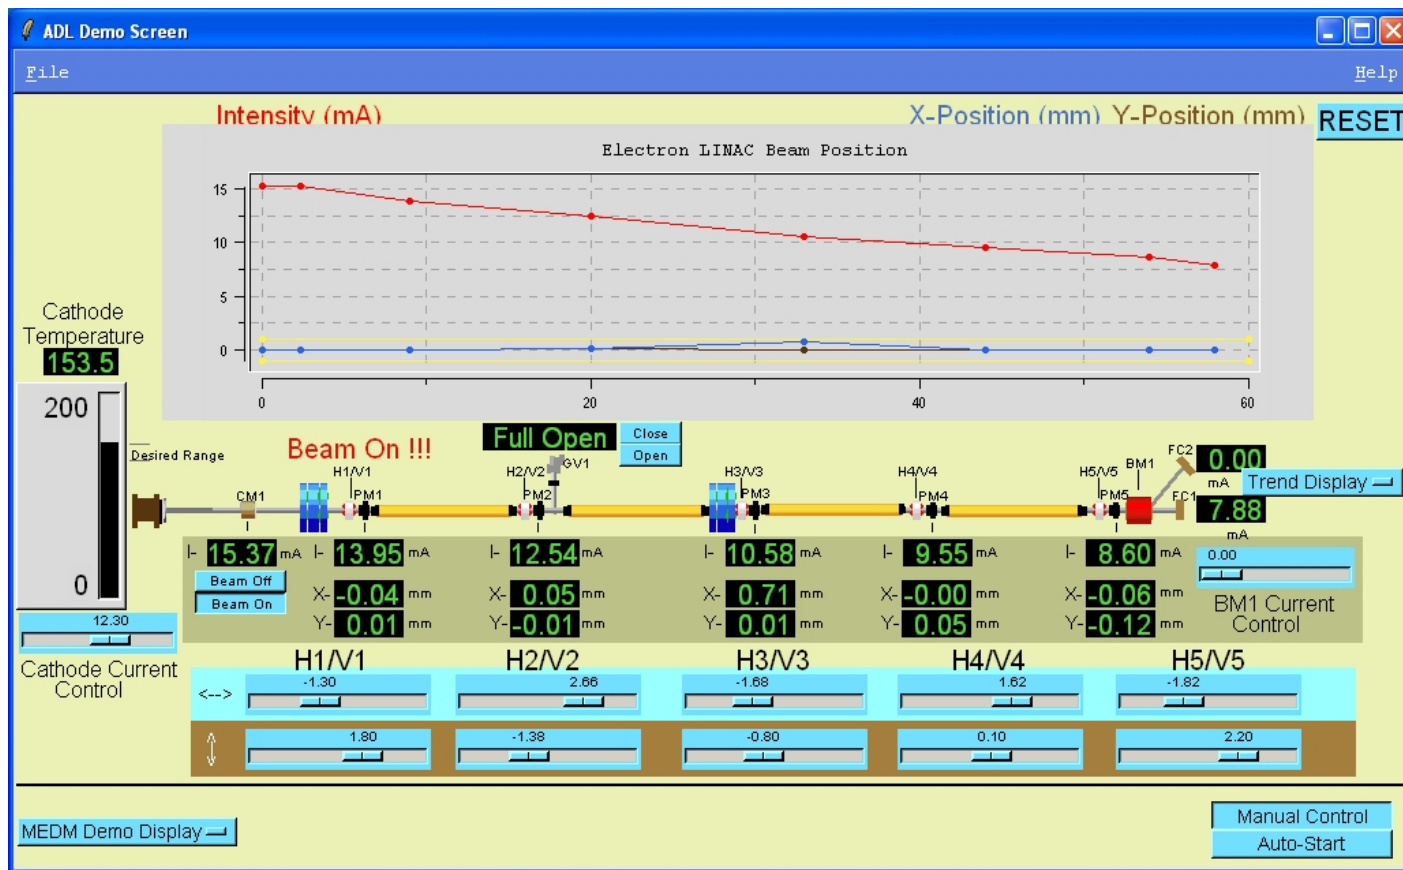 ADL Demo Screen
File Help
Intensity (mA) X-Position (mm) Y-Position (mm) RESET
Electron LINAC Beam Position
15
10
5
0
0 20 40 60
Cathode
Temperature
153.5
200
0
Desired Range
Beam On !!!
Full Open Close
Open
GV1
H1/V1 H2/V2 H3/V3 H4/V4 H5/V5 BM1 FC2 0.00
mA Trend Display
CM1 PM1 PM2 PM3 PM4 PM5 FC1 7.88
mA
I- 15.37 mA I- 13.95 mA I- 12.54 mA I- 10.58 mA I- 9.55 mA I- 8.60 mA
0.00
Beam Off
Beam On
X- -0.04 mm X- 0.05 mm X- 0.71 mm X- -0.00 mm X- -0.06 mm
Y- 0.01 mm Y- -0.01 mm Y- 0.01 mm Y- 0.05 mm Y- -0.12 mm
BM1 Current
Control
12.30
Cathode Current
Control
H1/V1 H2/V2 H3/V3 H4/V4 H5/V5
<--> -1.30 2.66 -1.68 1.62 -1.82
1.80 -1.38 -0.80 0.10 2.20
MEDM Demo Display
Manual Control
Auto-Start